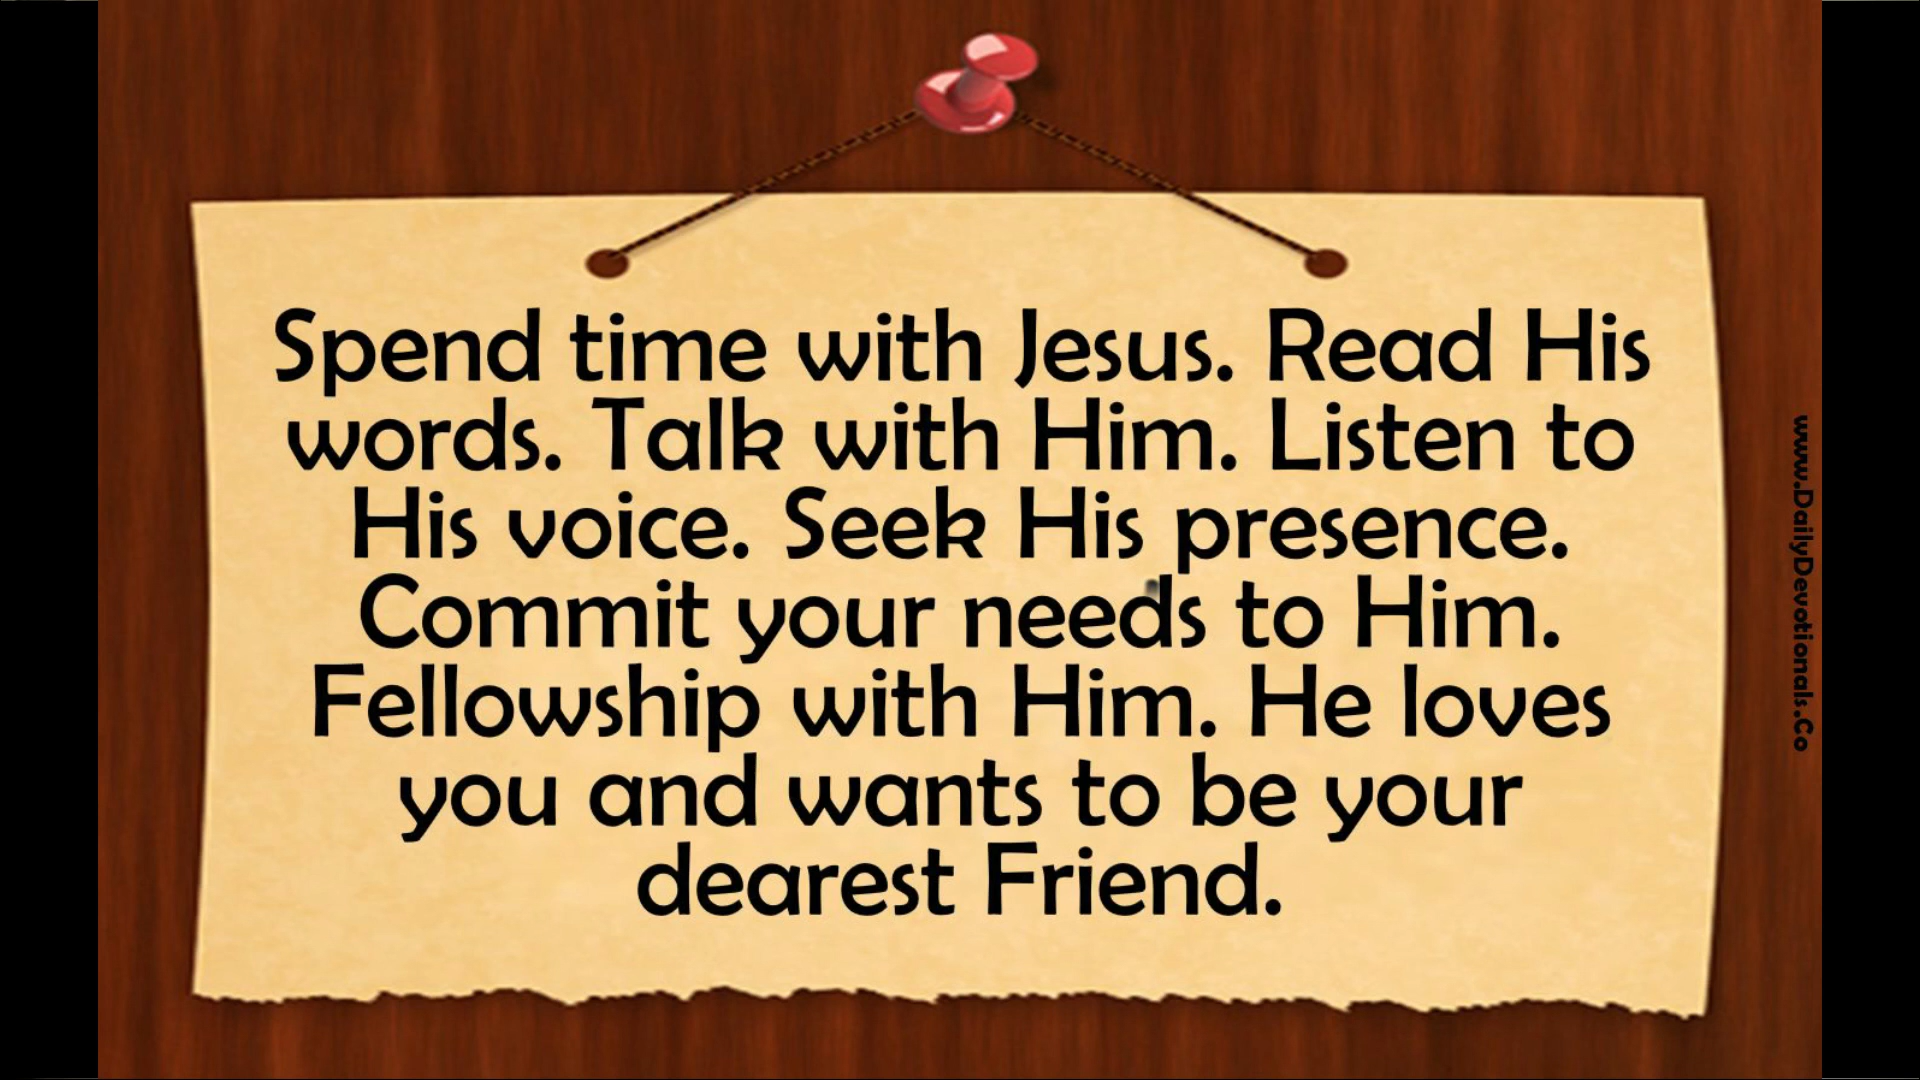 Spend time with Jesus. Read His
words. Talk with Him. Listen to
His voice. Seek His presence.
Commit your needs to Him.
Fellowship with Him. He loves
you and wants to be your
dearest Friend.
www.DailyDevotionals.Co